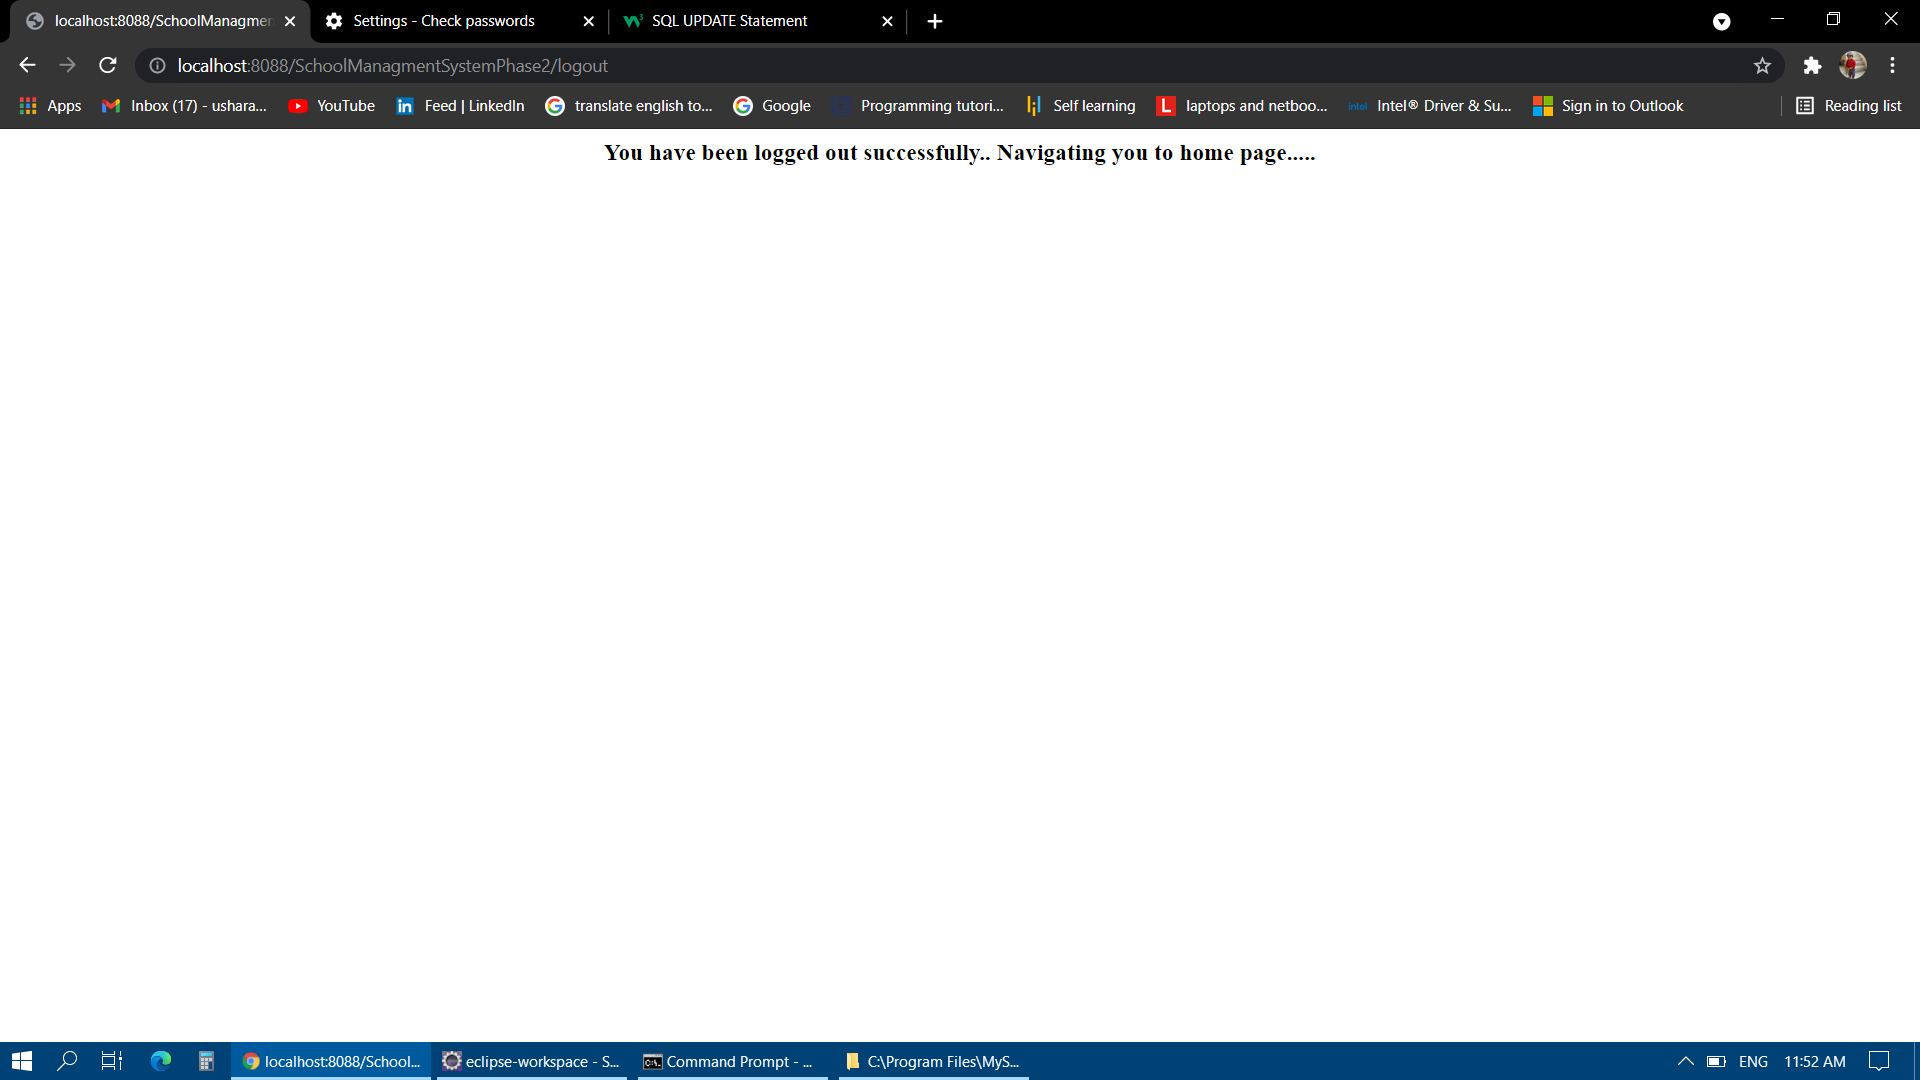 localhost:8088/SchoolManagmen
Settings - Check passwords
SQL UPDATE Statement
localhost:8088/SchoolManagmentSystemPhase2/logout
Apps
Inbox (17) - ushara...
YouTube
Feed | LinkedIn
translate english to...
Google
Programming tutori...
Self learning
L
laptops and netboo...
intel
Intel® Driver & Su...
Sign in to Outlook
Reading list
You have been logged out successfully.. Navigating you to home page.....
localhost:8088/School...
eclipse-workspace - S...
Command Prompt - ...
C:\Program Files\MyS...
ENG
11:52 AM